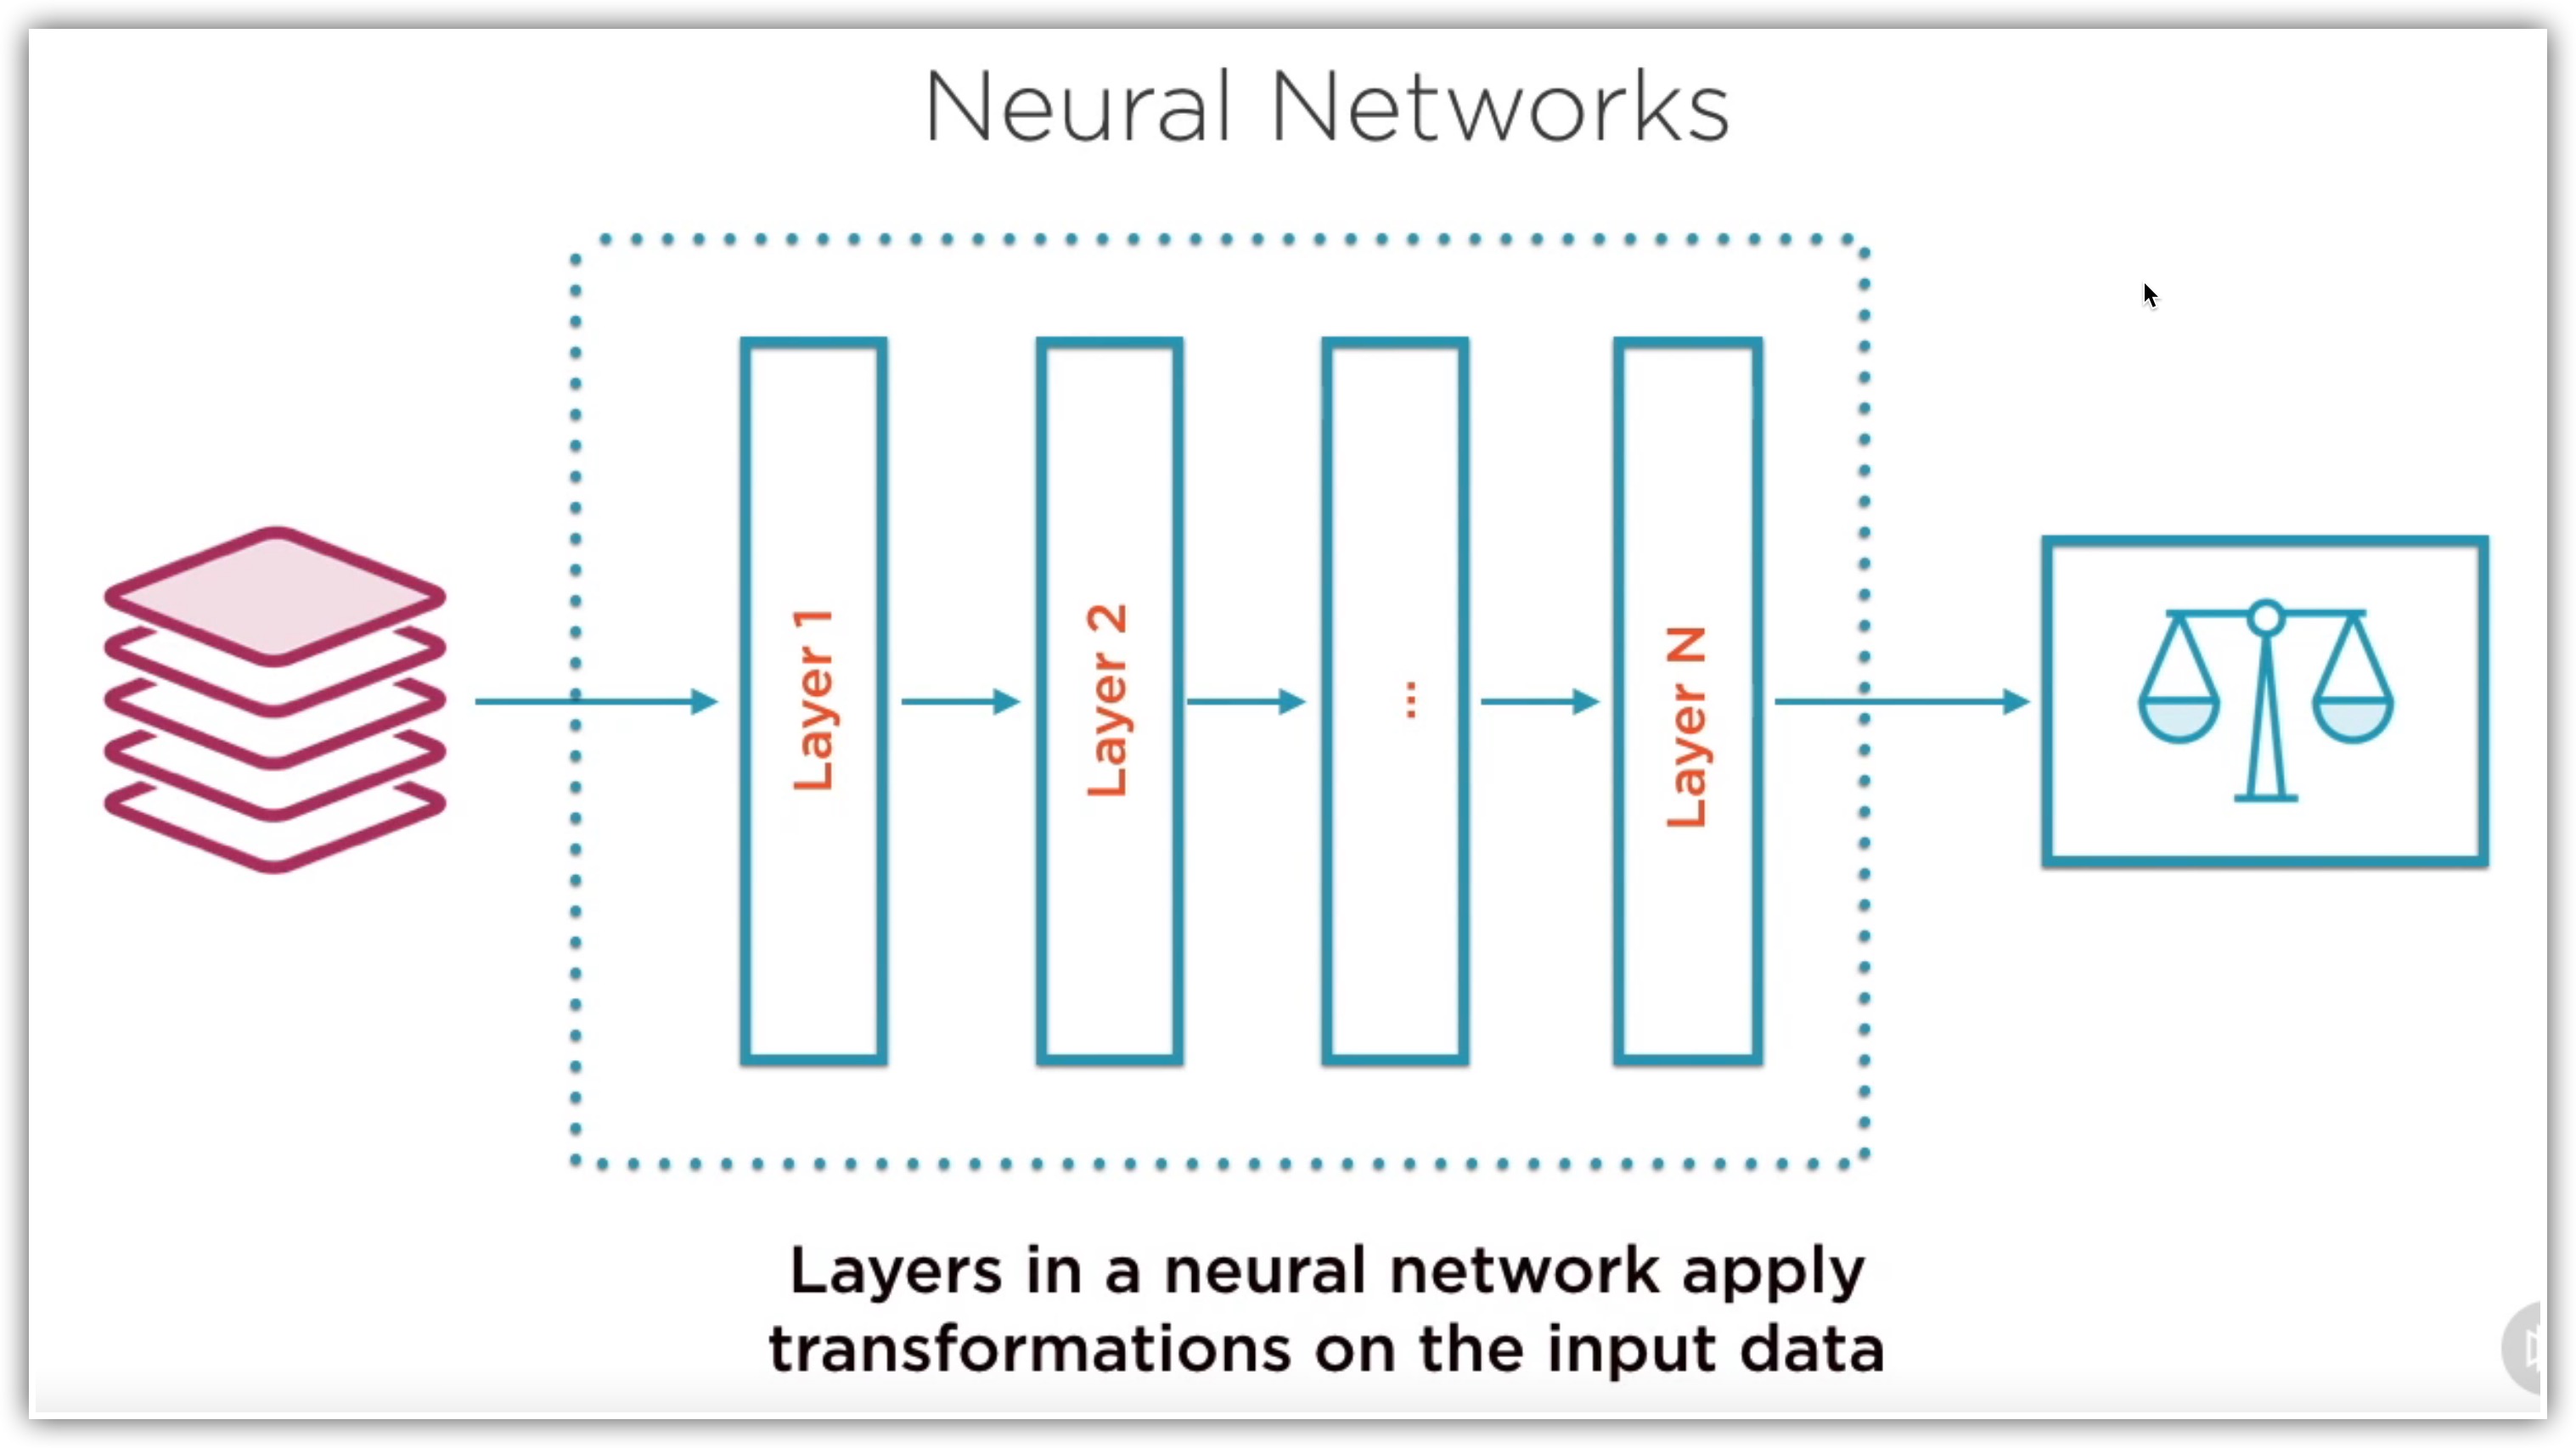 Neural Networks
Layer 1
Layer 2
...
Layer N
Layers in a neural network apply
transformations on the input data